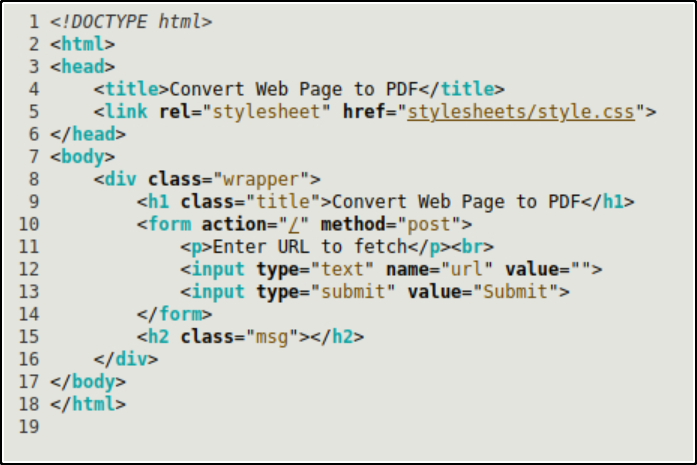 1 <!DOCTYPE html>
2 <html>
3 <head>
4     <title>Convert Web Page to PDF</title>
5     <link rel="stylesheet" href="stylesheets/style.css">
6 </head>
7 <body>
8     <div class="wrapper">
9         <h1 class="title">Convert Web Page to PDF</h1>
10         <form action="/" method="post">
11             <p>Enter URL to fetch</p><br>
12             <input type="text" name="url" value="">
13             <input type="submit" value="Submit">
14         </form>
15         <h2 class="msg"></h2>
16     </div>
17 </body>
18 </html>
19